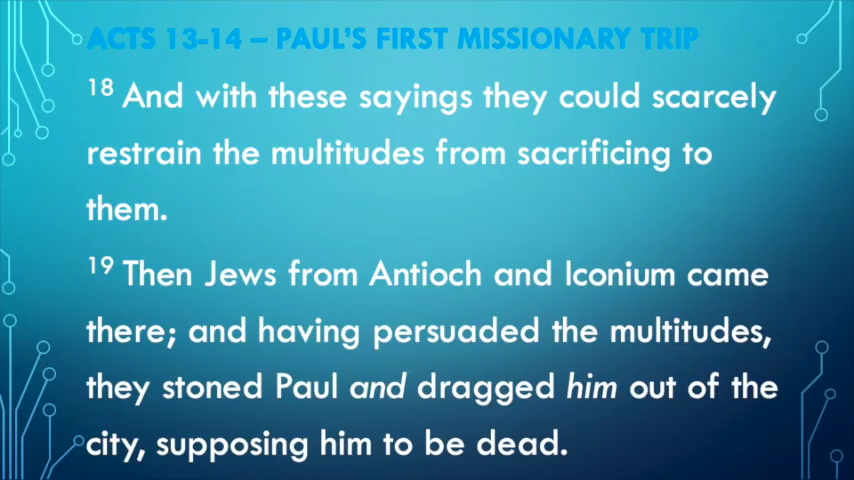 ACTS 13-14 – PAUL'S FIRST MISSIONARY TRIP
18 And with these sayings they could scarcely
restrain the multitudes from sacrificing to
them.
19 Then Jews from Antioch and Iconium came
there; and having persuaded the multitudes,
they stoned Paul and dragged him out of the
city, supposing him to be dead.